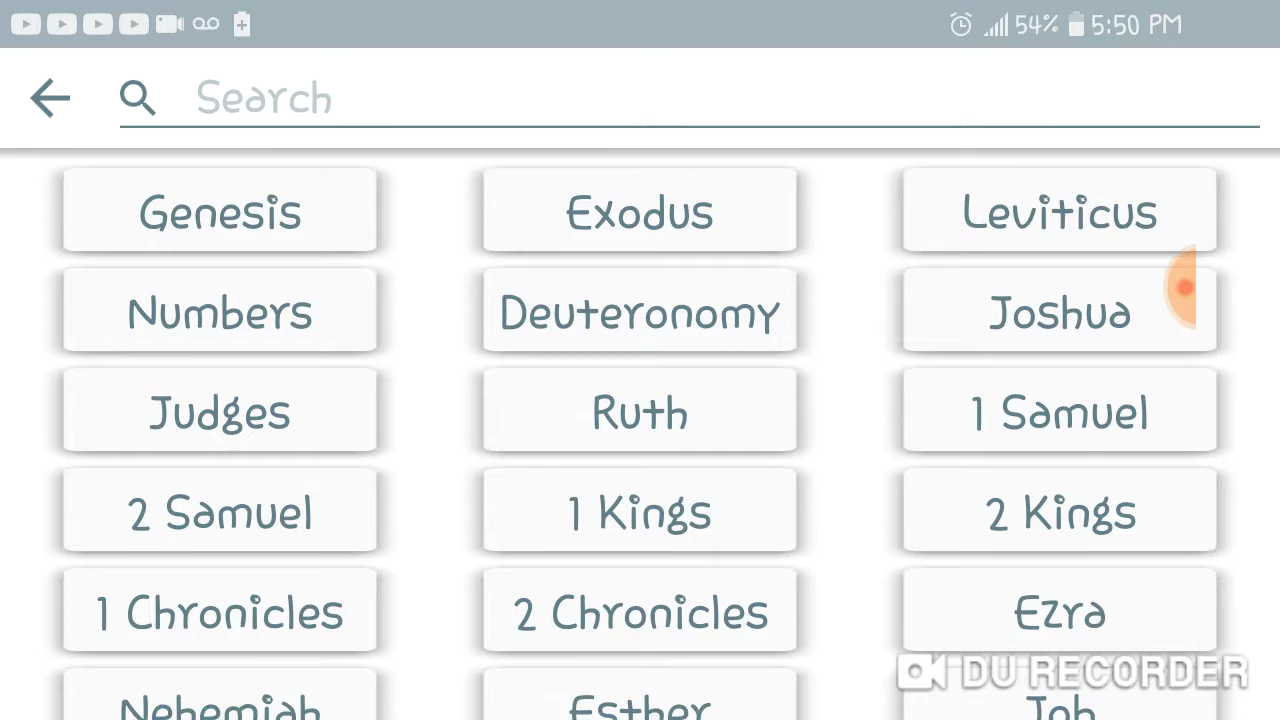 54% 5:50 PM
Search
Genesis Exodus Leviticus
Numbers Deuteronomy Joshua
Judges Ruth 1 Samuel
2 Samuel 1 Kings 2 Kings
1 Chronicles 2 Chronicles Ezra
DU RECORDER
Nehemiah Esther Job